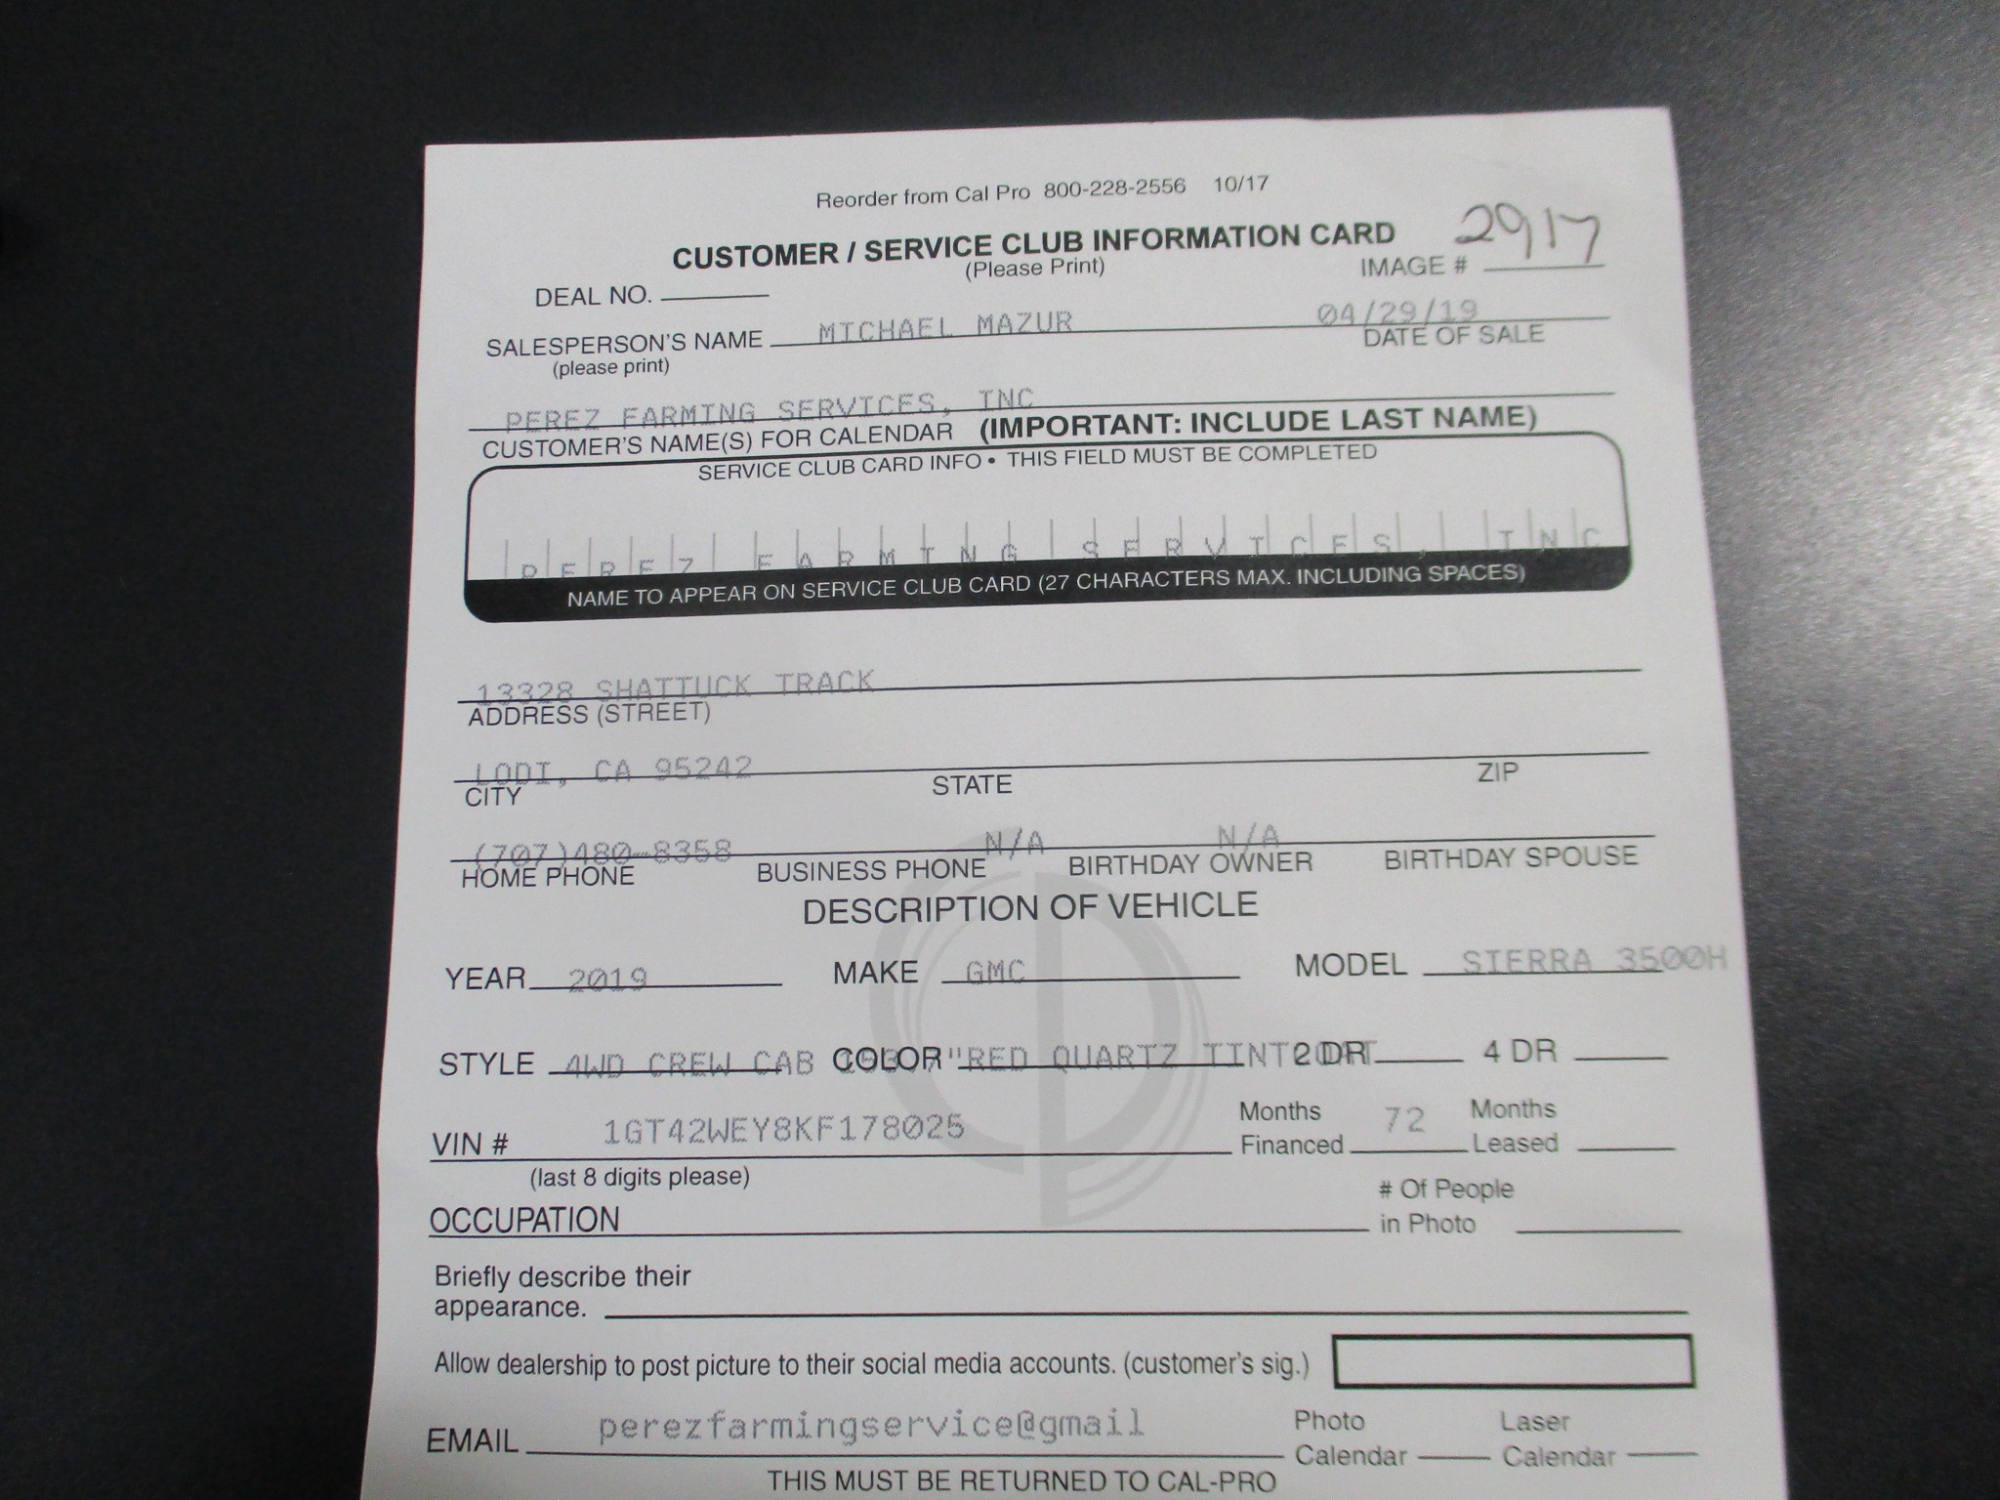 Reorder from Cal Pro 800-228-2556 10/17
CUSTOMER / SERVICE CLUB INFORMATION CARD
2917
(Please Print)
IMAGE #
DEAL NO.
MICHAEL MAZUR
04/29/19
SALESPERSON'S NAME
DATE OF SALE
(please print)
PEREZ FARMING SERVICES, INC
CUSTOMER'S NAME(S) FOR CALENDAR (IMPORTANT: INCLUDE LAST NAME)
SERVICE CLUB CARD INFO • THIS FIELD MUST BE COMPLETED
PEREZ FARMING SERVICES, INC
NAME TO APPEAR ON SERVICE CLUB CARD (27 CHARACTERS MAX. INCLUDING SPACES)
13328 SHATTUCK TRACK
ADDRESS (STREET)
LODI, CA 95242
CITY STATE ZIP
(707)480-8358 N/A N/A
HOME PHONE BUSINESS PHONE BIRTHDAY OWNER BIRTHDAY SPOUSE
DESCRIPTION OF VEHICLE
YEAR 2019 MAKE GMC MODEL SIERRA 3500H
STYLE 4WD CREW CAB COLOR "RED QUARTZ 2 DR 4 DR
VIN # 1GT42WEY8KF178025
Months Financed 72 Months Leased
(last 8 digits please)
OCCUPATION
# Of People in Photo
Briefly describe their
appearance.
Allow dealership to post picture to their social media accounts. (customer's sig.)
EMAIL perezfarmingservice@gmail
Photo Calendar Laser Calendar
THIS MUST BE RETURNED TO CAL-PRO